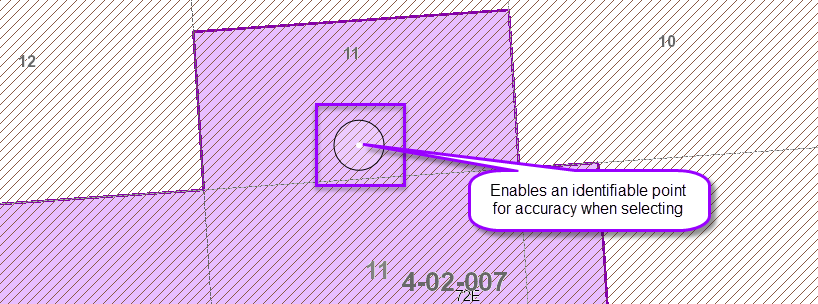 11
10
12
Enables an identifiable point
for accuracy when selecting
11
4-02-007
72E